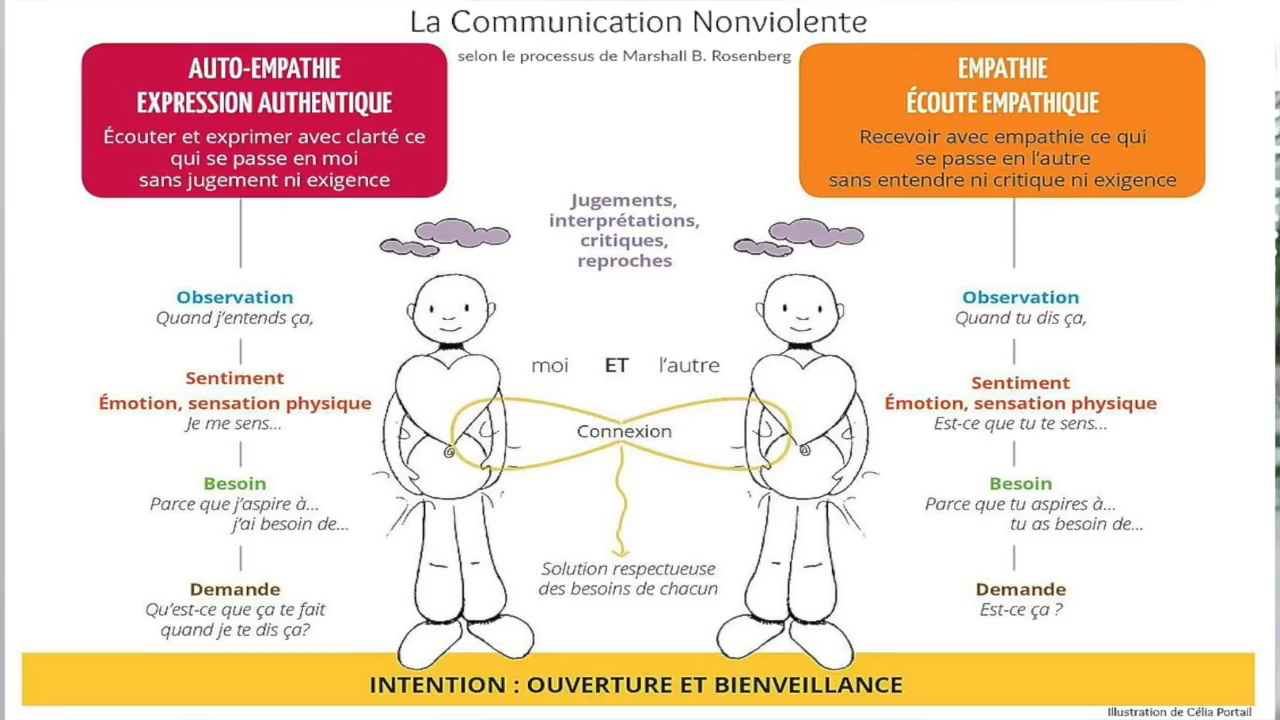 La Communication Nonviolente
selon le processus de Marshall B. Rosenberg
AUTO-EMPATHIE
EXPRESSION AUTHENTIQUE
Écouter et exprimer avec clarté ce
qui se passe en moi
sans jugement ni exigence
EMPATHIE
ÉCOUTE EMPATHIQUE
Recevoir avec empathie ce qui
se passe en l'autre
sans entendre ni critique ni exigence
Jugements,
interprétations,
critiques,
reproches
Observation
Quand j'entends ça,
Sentiment
Émotion, sensation physique
Je me sens...
Besoin
Parce que j'aspire à...
j'ai besoin de...
Demande
Qu'est-ce que ça te fait
quand je te dis ça?
moi ET l'autre
Connexion
Solution respectueuse
des besoins de chacun
Observation
Quand tu dis ça,
Sentiment
Émotion, sensation physique
Est-ce que tu te sens...
Besoin
Parce que tu aspires à...
tu as besoin de...
Demande
Est-ce ça ?
INTENTION : OUVERTURE ET BIENVEILLANCE
Illustration de Célia Portail